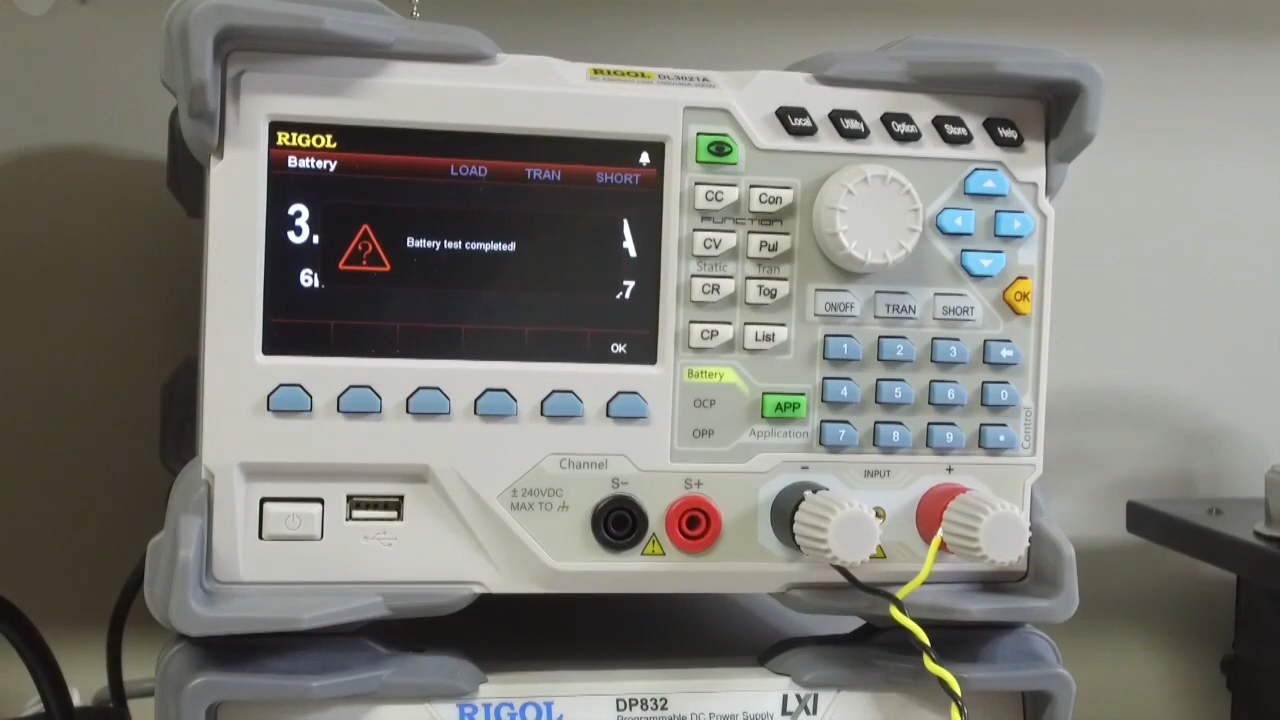 RIGOL DL3021A
RIGOL
Battery
LOAD TRAN SHORT
3.
Battery test completed!
A
.7
OK
Local Utility Option Store Help
CC Con
FUNCTION
CV Pul
Static Tran
CR Tog
CP List
ON/OFF TRAN SHORT
OK
1 2 3
4 5 6 0
7 8 9
Control
Battery
OCP
OPP
APP
Application
Channel
± 240VDC
MAX TO
S- S+
- INPUT +
RIGOL
DP832
Programmable DC Power Supply
LXI